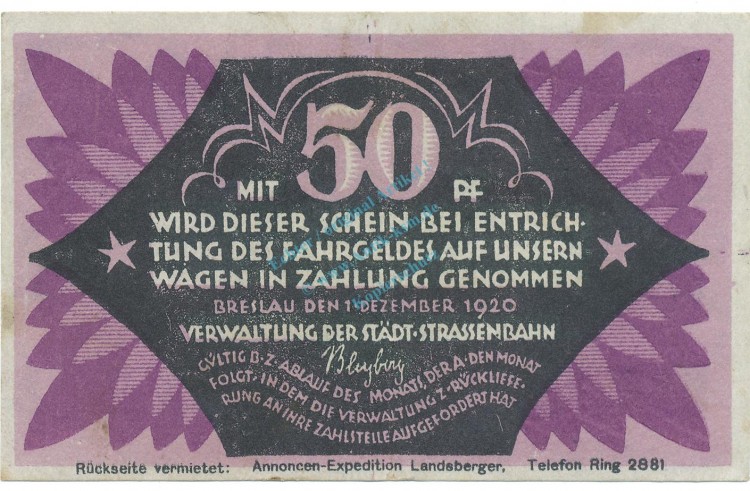 50
MIT PF
WIRD DIESER SCHEIN BEI ENTRICH-
TUNG DES FAHRGELDES AUF UNSERN
WAGEN IN ZAHLUNG GENOMMEN
BRESLAU DEN 1. DEZEMBER 1920
VERWALTUNG DER STÄDT. STRASSENBAHN
GÜLTIG B. Z. ABLAUF DES MONATS, DER A. DEN MONAT
FOLGT, IN DEM DIE VERWALTUNG Z. RÜCKLIEFE-
RUNG AN IHRE ZAHLSTELLE AUFGEFORDERT HAT
Rückseite vermietet: Annoncen-Expedition Landsberger, Telefon Ring 2881